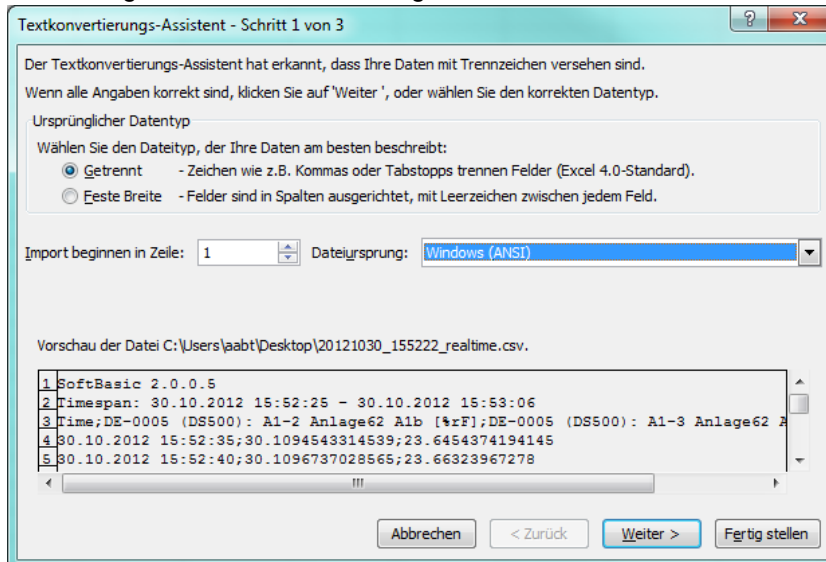 Textkonvertierungs-Assistent - Schritt 1 von 3
Der Textkonvertierungs-Assistent hat erkannt, dass Ihre Daten mit Trennzeichen versehen sind.
Wenn alle Angaben korrekt sind, klicken Sie auf 'Weiter ', oder wählen Sie den korrekten Datentyp.
Ursprünglicher Datentyp
Wählen Sie den Dateityp, der Ihre Daten am besten beschreibt:
Getrennt - Zeichen wie z.B. Kommas oder Tabstopps trennen Felder (Excel 4.0-Standard).
Feste Breite - Felder sind in Spalten ausgerichtet, mit Leerzeichen zwischen jedem Feld.
Import beginnen in Zeile: 1 Dateiursprung: Windows (ANSI)
Vorschau der Datei C:\Users\aabt\Desktop\20121030_155222_realtime.csv.
1 SoftBasic 2.0.0.5
2 Timespan: 30.10.2012 15:52:25 - 30.10.2012 15:53:06
3 Time;DE-0005 (DS500): A1-2 Anlage62 A1b [%rF];DE-0005 (DS500): A1-3 Anlage62 A
4 30.10.2012 15:52:35;30.1094543314539;23.6454374194145
5 30.10.2012 15:52:40;30.1096737028565;23.66323967278
Abbrechen < Zurück Weiter > Fertig stellen